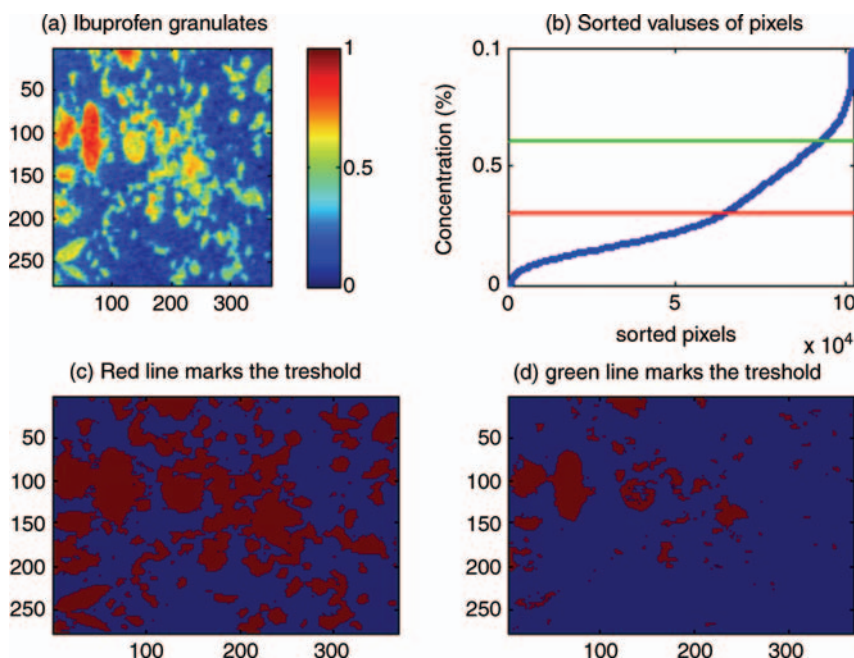 (a) Ibuprofen granulates
50
100
150
200
250
100 200 300
1
0.5
0
(b) Sorted valuses of pixels
0.1
0.5
0
Concentration (%)
0 5 10
sorted pixels
x 10^4
(c) Red line marks the treshold
50
100
150
200
250
100 200 300
(d) green line marks the treshold
50
100
150
200
250
100 200 300